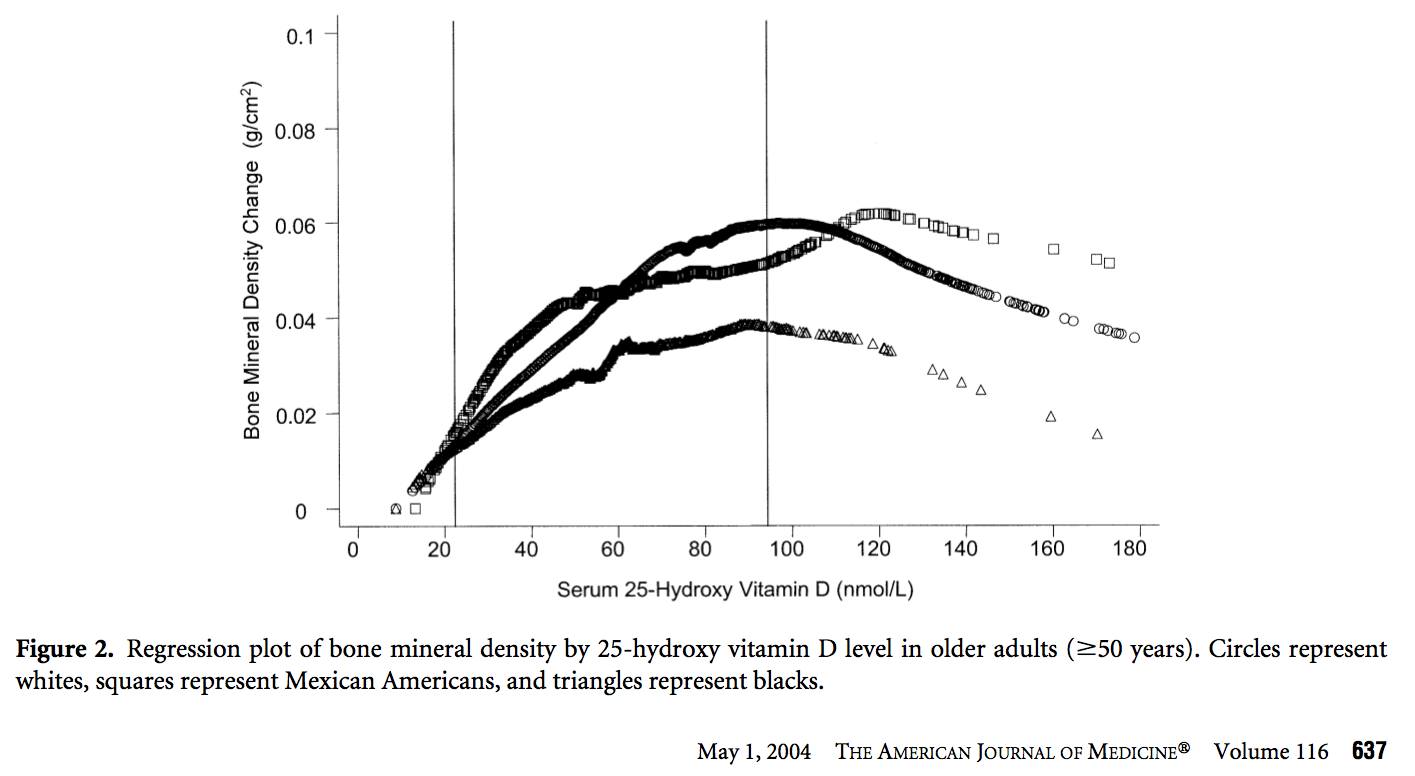 0.1
0.08
0.06
0.04
0.02
0
Bone Mineral Density Change (g/cm²)
0 20 40 60 80 100 120 140 160 180
Serum 25-Hydroxy Vitamin D (nmol/L)
Figure 2. Regression plot of bone mineral density by 25-hydroxy vitamin D level in older adults (≥50 years). Circles represent
whites, squares represent Mexican Americans, and triangles represent blacks.
May 1, 2004 THE AMERICAN JOURNAL OF MEDICINE® Volume 116 637